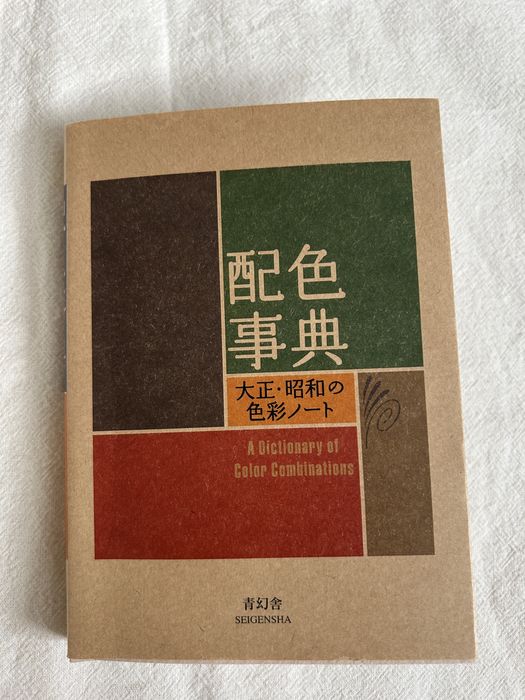 配色
事典
大正・昭和の
色彩ノート
A Dictionary of
Color Combinations
青幻舎
SEIGENSHA